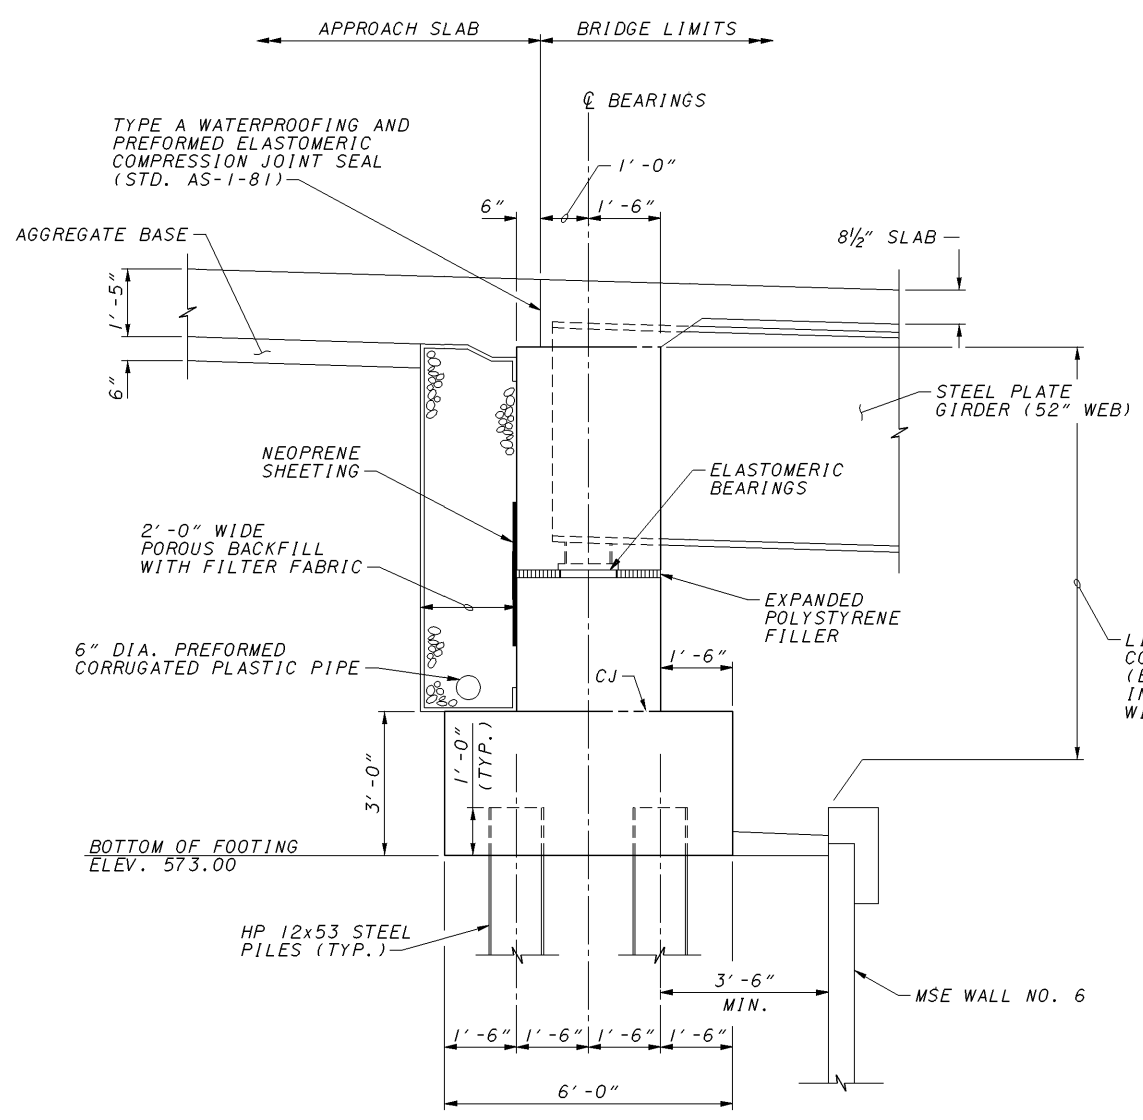 APPROACH SLAB
BRIDGE LIMITS
℄ BEARINGS
TYPE A WATERPROOFING AND
PREFORMED ELASTOMERIC
COMPRESSION JOINT SEAL
(STD. AS-1-81)
1'-0"
6"
1'-6"
AGGREGATE BASE
8½" SLAB
1'-5"
6"
STEEL PLATE
GIRDER (52" WEB)
NEOPRENE
SHEETING
ELASTOMERIC
BEARINGS
2'-0" WIDE
POROUS BACKFILL
WITH FILTER FABRIC
EXPANDED
POLYSTYRENE
FILLER
6" DIA. PREFORMED
CORRUGATED PLASTIC PIPE
1'-6"
CJ
LI
CO
(E
IN
WI
3'-0"
1'-0"
(TYP.)
BOTTOM OF FOOTING
ELEV. 573.00
HP 12x53 STEEL
PILES (TYP.)
3'-6"
MIN.
MSE WALL NO. 6
1'-6"
1'-6"
1'-6"
1'-6"
6'-0"